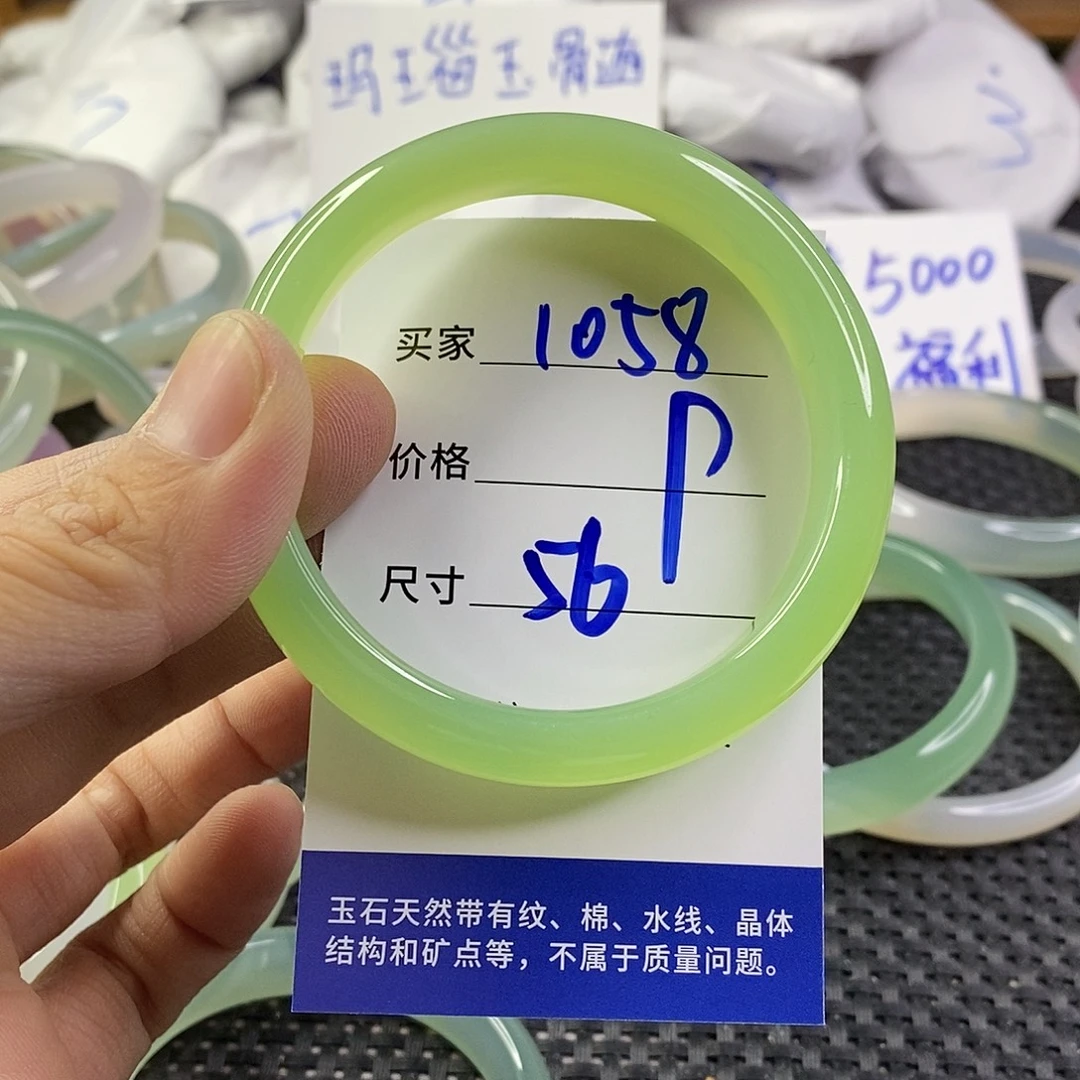 玛瑙玉骨随
5000
福利
买家 1058
价格
尺寸 56
玉石天然带有纹、棉、水线、晶体
结构和矿点等，不属于质量问题。